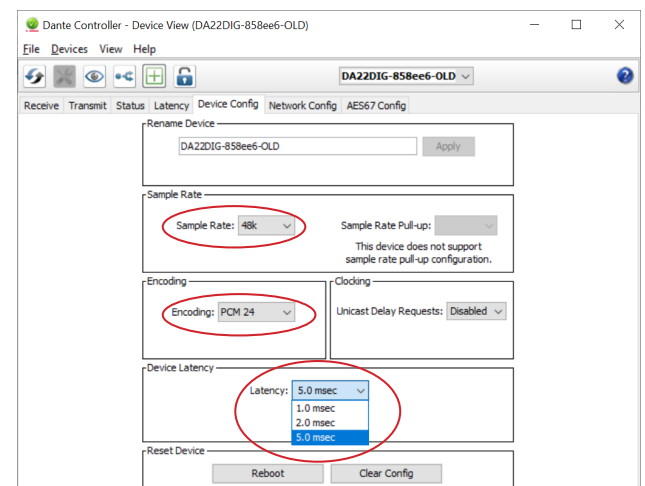 Dante Controller - Device View (DA22DIG-858ee6-OLD)
File Devices View Help
DA22DIG-858ee6-OLD
Receive Transmit Status Latency Device Config Network Config AES67 Config
Rename Device
DA22DIG-858ee6-OLD Apply
Sample Rate
Sample Rate: 48k Sample Rate Pull-up:
This device does not support
sample rate pull-up configuration.
Encoding Clocking
Encoding: PCM 24 Unicast Delay Requests: Disabled
Device Latency
Latency: 5.0 msec
1.0 msec
2.0 msec
5.0 msec
Reset Device
Reboot Clear Config